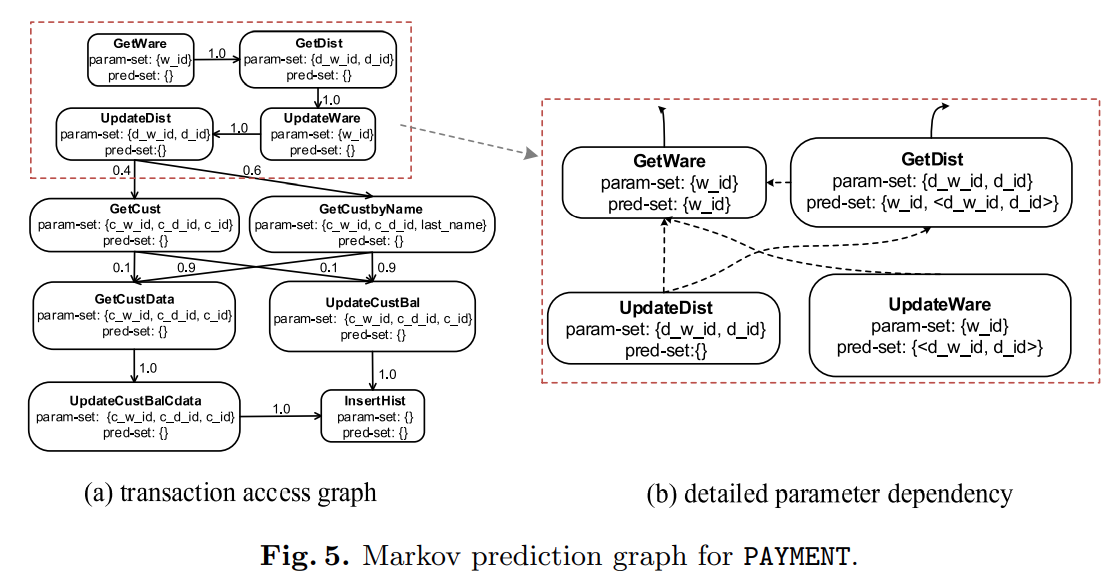 GetWare
param-set: {w_id}
pred-set: {}
1.0
GetDist
param-set: {d_w_id, d_id}
pred-set: {}
1.0
UpdateDist
param-set: {d_w_id, d_id}
pred-set:{}
1.0
UpdateWare
param-set: {w_id}
pred-set: {}
0.4
0.6
GetCust
param-set: {c_w_id, c_d_id, c_id}
pred-set: {}
GetCustbyName
param-set: {c_w_id, c_d_id, last_name}
pred-set: {}
0.1
0.9
0.1
0.9
GetCustData
param-set: {c_w_id, c_d_id, c_id}
pred-set: {}
UpdateCustBal
param-set: {c_w_id, c_d_id, c_id}
pred-set: {}
1.0
1.0
UpdateCustBalCdata
param-set: {c_w_id, c_d_id, c_id}
pred-set: {}
1.0
InsertHist
param-set: {}
pred-set: {}
(a) transaction access graph
GetWare
param-set: {w_id}
pred-set: {w_id}
GetDist
param-set: {d_w_id, d_id}
pred-set: {w_id, <d_w_id, d_id>}
UpdateDist
param-set: {d_w_id, d_id}
pred-set:{}
UpdateWare
param-set: {w_id}
pred-set: {<d_w_id, d_id>}
(b) detailed parameter dependency
Fig. 5. Markov prediction graph for PAYMENT.